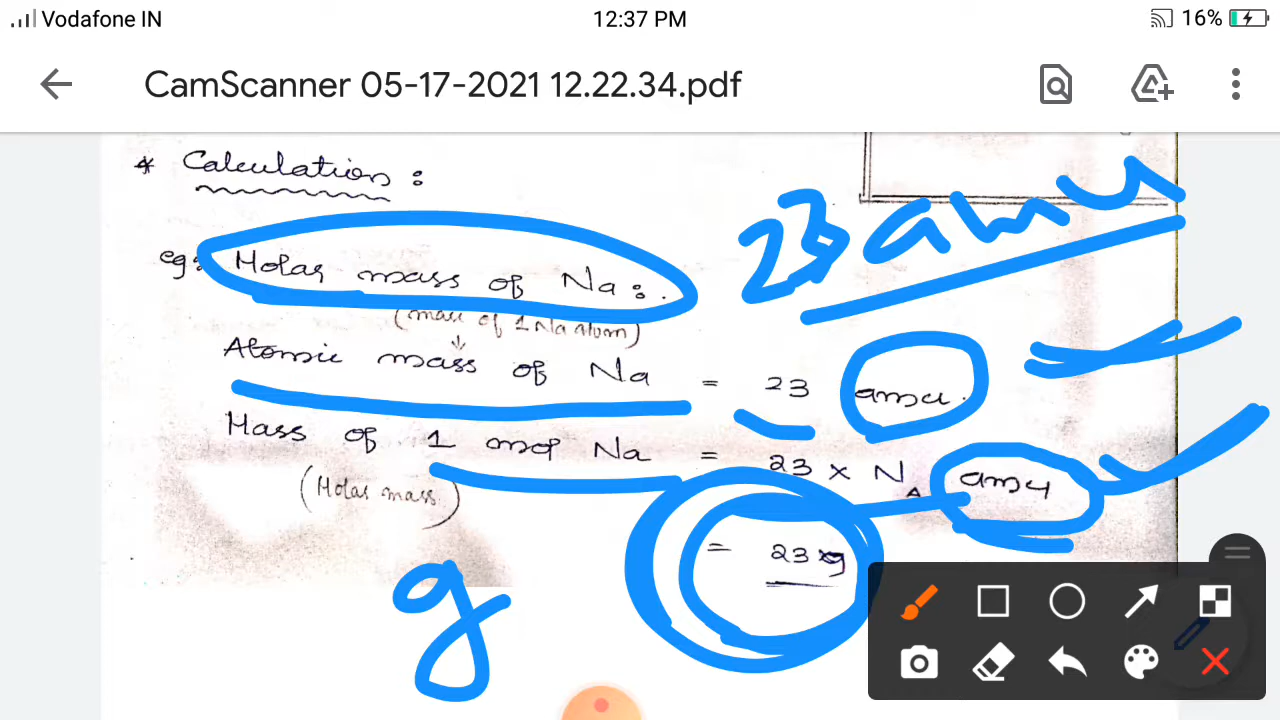 Vodafone IN 12:37 PM 16%
CamScanner 05-17-2021 12.22.34.pdf
* Calculation :
eg: Molar mass of Na :.
23 amu
(mass of 1 Na atom)
Atomic mass of Na = 23 amu.
Mass of 1 mol Na = 23 × NA amu
(Molar mass)
= 23 g
g